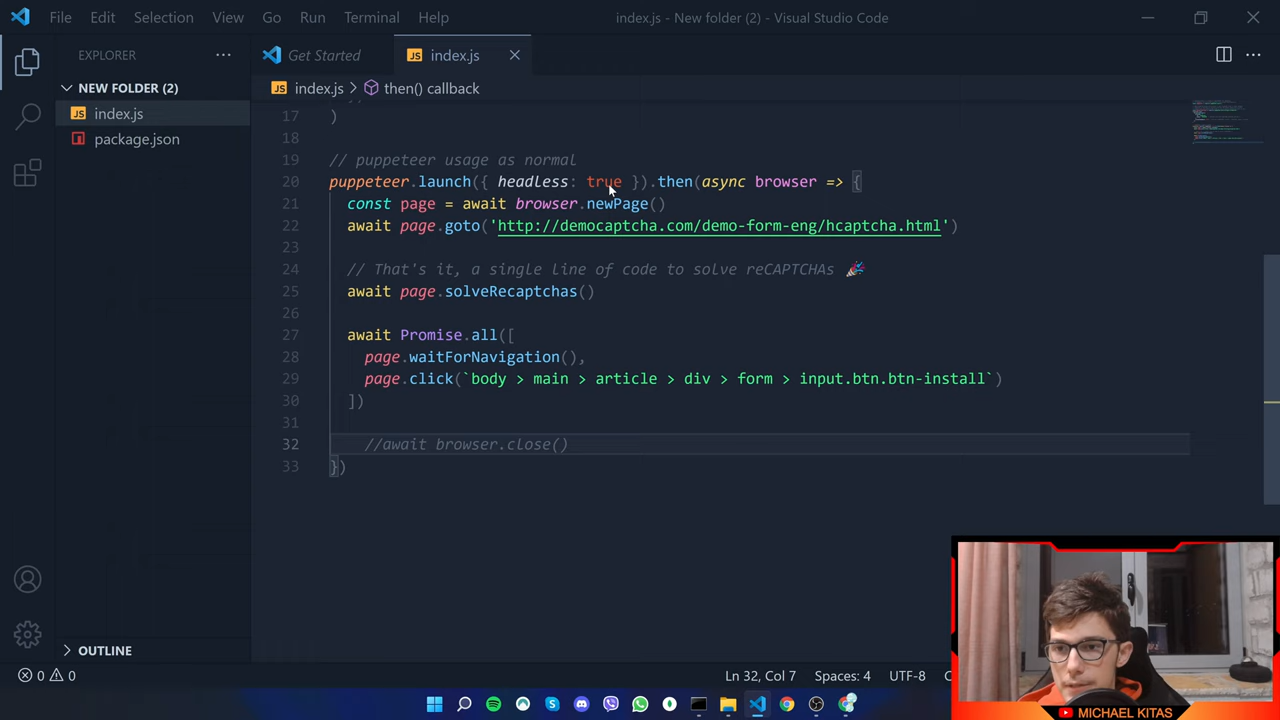 File Edit Selection View Go Run Terminal Help
index.js - New folder (2) - Visual Studio Code
EXPLORER
Get Started
JS index.js
NEW FOLDER (2)
JS index.js > then() callback
JS index.js
package.json
17 )
18
19 // puppeteer usage as normal
20 puppeteer.launch({ headless: true }).then(async browser => {
21 const page = await browser.newPage()
22 await page.goto('http://democaptcha.com/demo-form-eng/hcaptcha.html')
23
24 // That's it, a single line of code to solve reCAPTCHAs 🎉
25 await page.solveRecaptchas()
26
27 await Promise.all([
28 page.waitForNavigation(),
29 page.click(`body > main > article > div > form > input.btn.btn-install`)
30 ])
31
32 //await browser.close()
33 })
OUTLINE
0 0
Ln 32, Col 7 Spaces: 4 UTF-8
MICHAEL KITAS